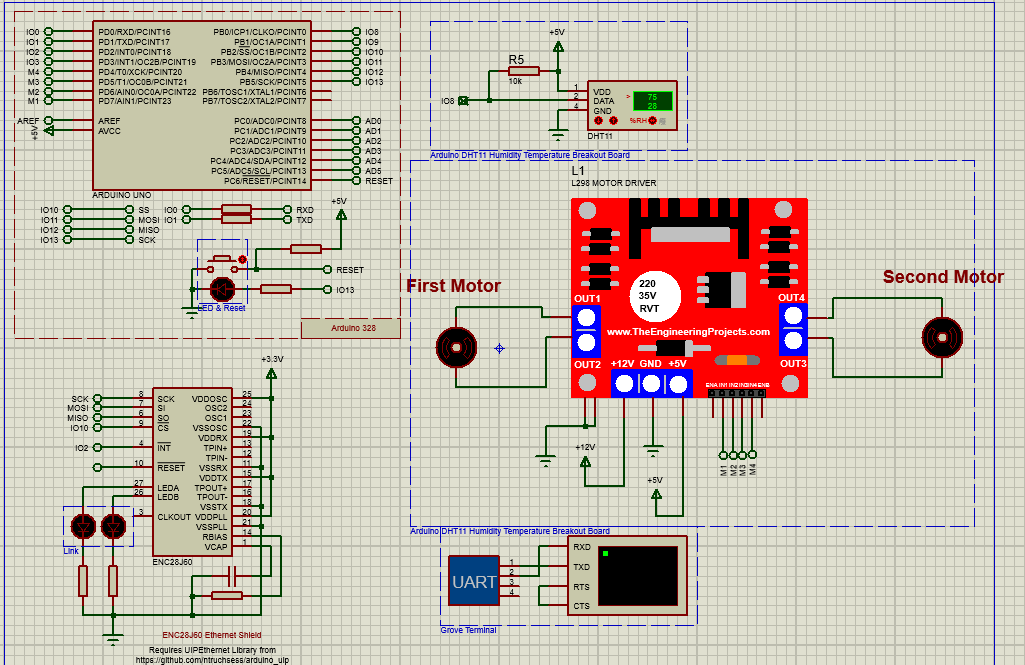 IO0 PD0/RXD/PCINT16 PB0/ICP1/CLKO/PCINT0 IO8
IO1 PD1/TXD/PCINT17 PB1/OC1A/PCINT1 IO9
IO2 PD2/INT0/PCINT18 PB2/SS/OC1B/PCINT2 IO10
IO3 PD3/INT1/OC2B/PCINT19 PB3/MOSI/OC2A/PCINT3 IO11
M4 PD4/T0/XCK/PCINT20 PB4/MISO/PCINT4 IO12
M3 PD5/T1/OC0B/PCINT21 PB5/SCK/PCINT5 IO13
M2 PD6/AIN0/OC0A/PCINT22 PB6/TOSC1/XTAL1/PCINT6
M1 PD7/AIN1/PCINT23 PB7/TOSC2/XTAL2/PCINT7
AREF AREF PC0/ADC0/PCINT8 AD0
+5V AVCC PC1/ADC1/PCINT9 AD1
PC2/ADC2/PCINT10 AD2
PC3/ADC3/PCINT11 AD3
PC4/ADC4/SDA/PCINT12 AD4
PC5/ADC5/SCL/PCINT13 AD5
PC6/RESET/PCINT14 RESET
ARDUINO UNO
IO10 SS IO0 RXD
IO11 MOSI IO1 TXD
IO12 MISO
IO13 SCK
+5V
RESET
IO13
LED & Reset
Arduino 328
+5V
R5
10k
IO8
1 VDD
2 DATA
4 GND
>
75
28
%RH
DHT11
Arduino DHT11 Humidity Temperature Breakout Board
L1
L298 MOTOR DRIVER
First Motor
Second Motor
220
35V
RVT
OUT1
OUT4
www.TheEngineeringProjects.com
OUT2
OUT3
+12V GND +5V
ENA IN1 IN2 IN3 IN4 ENB
+12V
+5V
M1
M2
M3
M4
Arduino DHT11 Humidity Temperature Breakout Board
+3.3V
SCK 8 SCK VDDOSC 25
MOSI 7 SI OSC2 24
MISO 6 SO OSC1 23
IO10 9 CS VSSOSC 22
VDDRX 19
IO2 4 INT TPIN+ 13
TPIN- 12
10 RESET VSSRX 11
VDDTX 15
27 LEDA TPOUT+ 17
26 LEDB TPOUT- 16
VSSTX 18
3 CLKOUT VDDPLL 20
VSSPLL 21
RBIAS 14
VCAP 1
Link
ENC28J60
ENC28J60 Ethernet Shield
Requires UIPEthernet Library from
https://github.com/ntruchsess/arduino_uip
UART
1
2
3
4
RXD
TXD
RTS
CTS
Grove Terminal